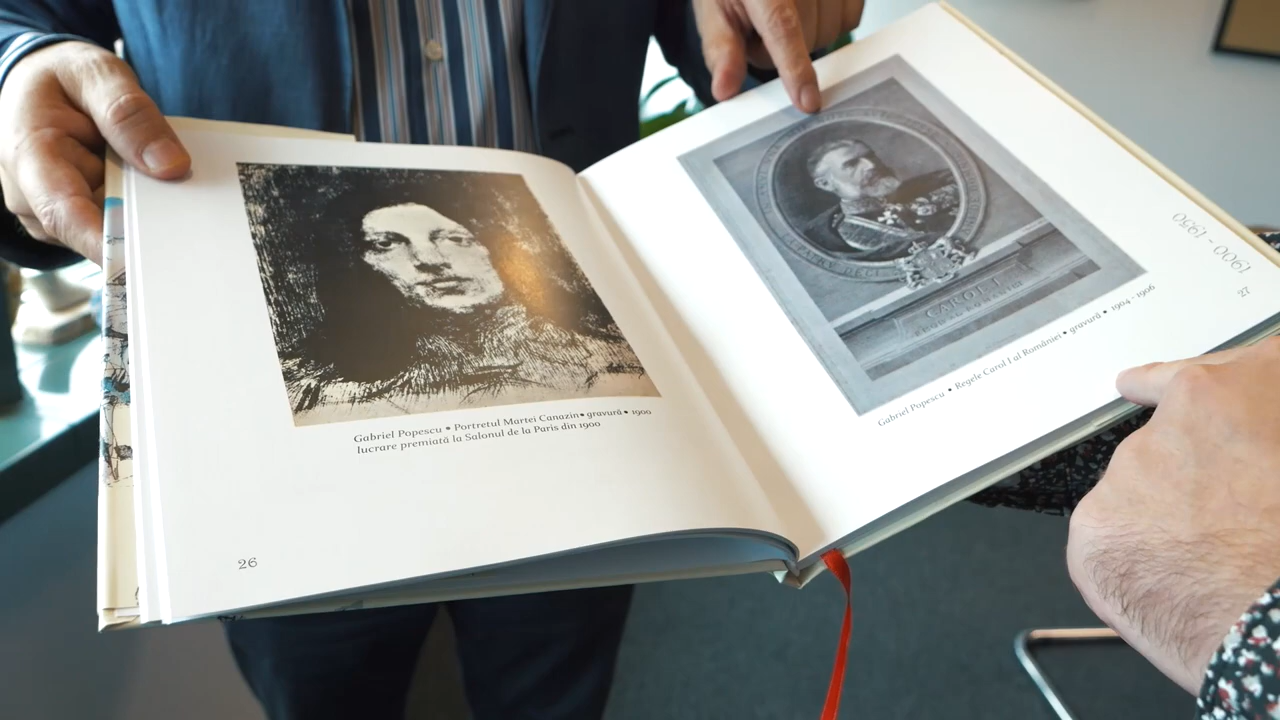 Gabriel Popescu • Portretul Martei Canazin • gravură • 1900
lucrare premiată la Salonul de la Paris din 1900
26
CAROL I
Gabriel Popescu • Regele Carol I al României • gravură • 1904 - 1906
1900 - 1950
27